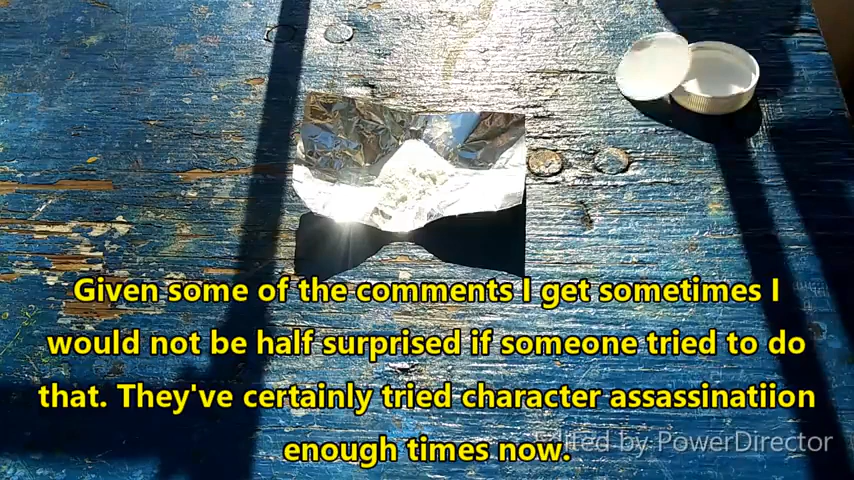 Given some of the comments I get sometimes I
would not be half surprised if someone tried to do
that. They've certainly tried character assassinatiion
enough times now.
Edited by PowerDirector